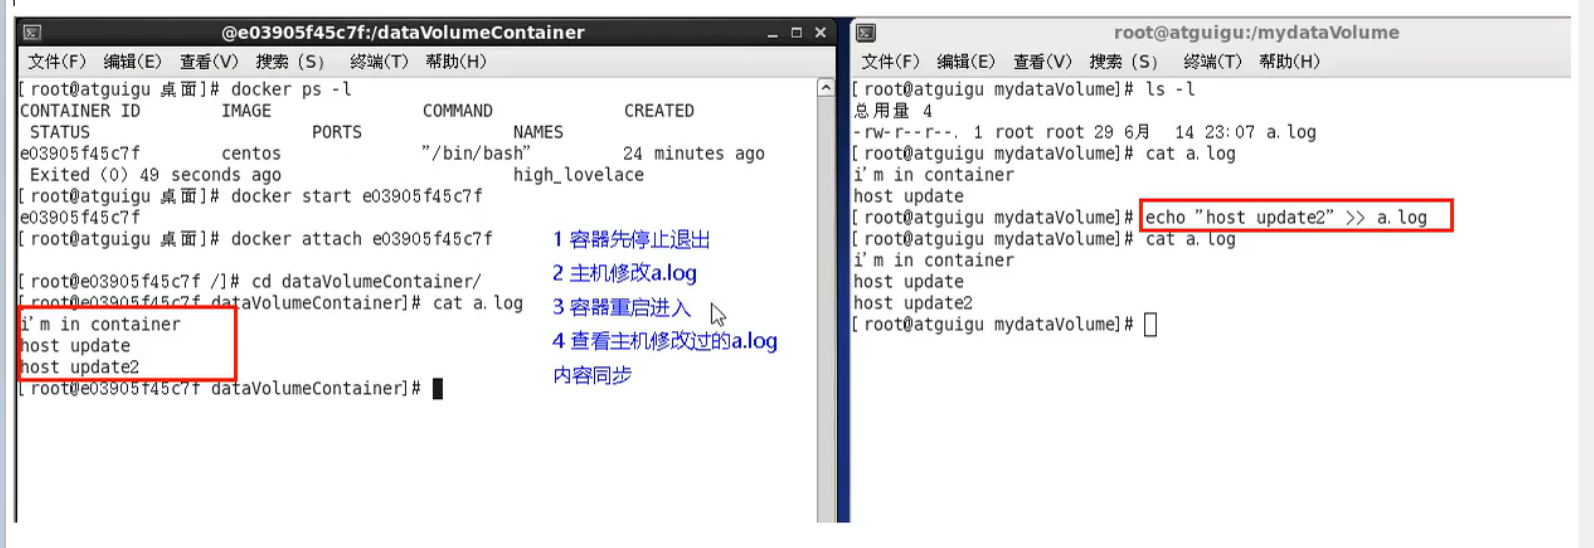 @e03905f45c7f:/dataVolumeContainer
文件(F) 编辑(E) 查看(V) 搜索 (S) 终端(T) 帮助(H)
[root@atguigu 桌面]# docker ps -l
CONTAINER ID IMAGE COMMAND CREATED
STATUS PORTS NAMES
e03905f45c7f centos "/bin/bash" 24 minutes ago
Exited (0) 49 seconds ago high_lovelace
[root@atguigu 桌面]# docker start e03905f45c7f
e03905f45c7f
[root@atguigu 桌面]# docker attach e03905f45c7f
[root@e03905f45c7f /]# cd dataVolumeContainer/
[root@e03905f45c7f dataVolumeContainer]# cat a.log
i'm in container
host update
host update2
[root@e03905f45c7f dataVolumeContainer]#
1 容器先停止退出
2 主机修改a.log
3 容器重启进入
4 查看主机修改过的a.log
内容同步
root@atguigu:/mydataVolume
文件(F) 编辑(E) 查看(V) 搜索 (S) 终端(T) 帮助(H)
[root@atguigu mydataVolume]# ls -l
总用量 4
-rw-r--r--. 1 root root 29 6月 14 23:07 a.log
[root@atguigu mydataVolume]# cat a.log
i'm in container
host update
[root@atguigu mydataVolume]# echo "host update2" >> a.log
[root@atguigu mydataVolume]# cat a.log
i'm in container
host update
host update2
[root@atguigu mydataVolume]#